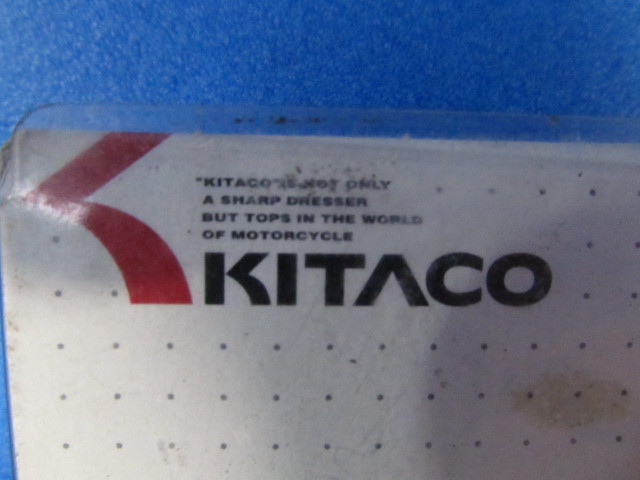 "KITACO" IS NOT ONLY
A SHARP DRESSER
BUT TOPS IN THE WORLD
OF MOTORCYCLE
KITACO